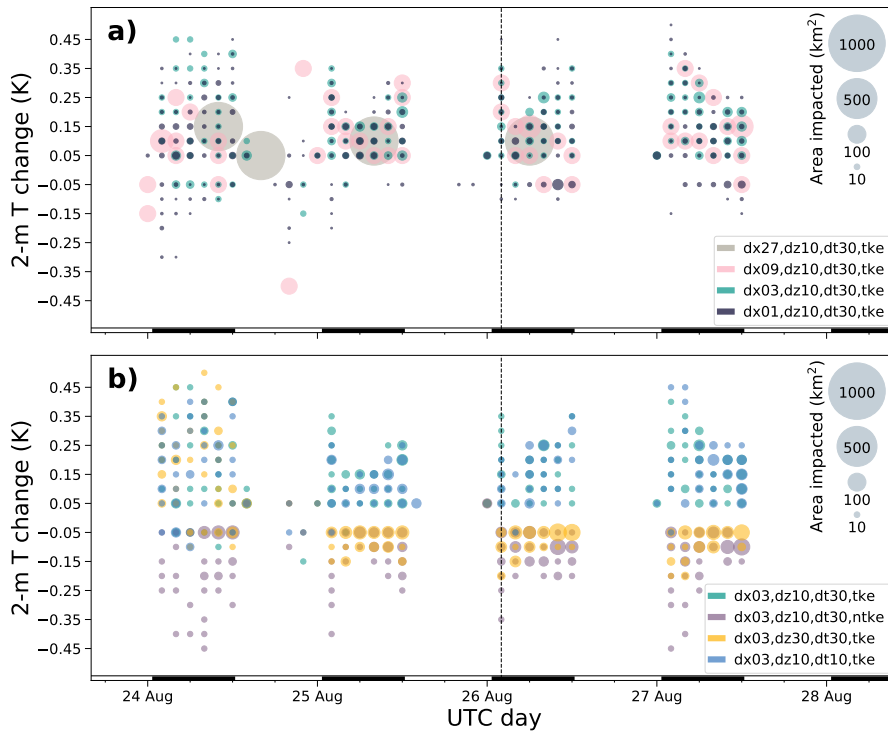 a)
2-m T change (K)
0.45
0.35
0.25
0.15
0.05
−0.05
−0.15
−0.25
−0.35
−0.45
Area impacted (km²)
1000
500
100
10
dx27,dz10,dt30,tke
dx09,dz10,dt30,tke
dx03,dz10,dt30,tke
dx01,dz10,dt30,tke
b)
2-m T change (K)
0.45
0.35
0.25
0.15
0.05
−0.05
−0.15
−0.25
−0.35
−0.45
Area impacted (km²)
1000
500
100
10
dx03,dz10,dt30,tke
dx03,dz10,dt30,ntke
dx03,dz30,dt30,tke
dx03,dz10,dt10,tke
24 Aug
25 Aug
26 Aug
27 Aug
28 Aug
UTC day